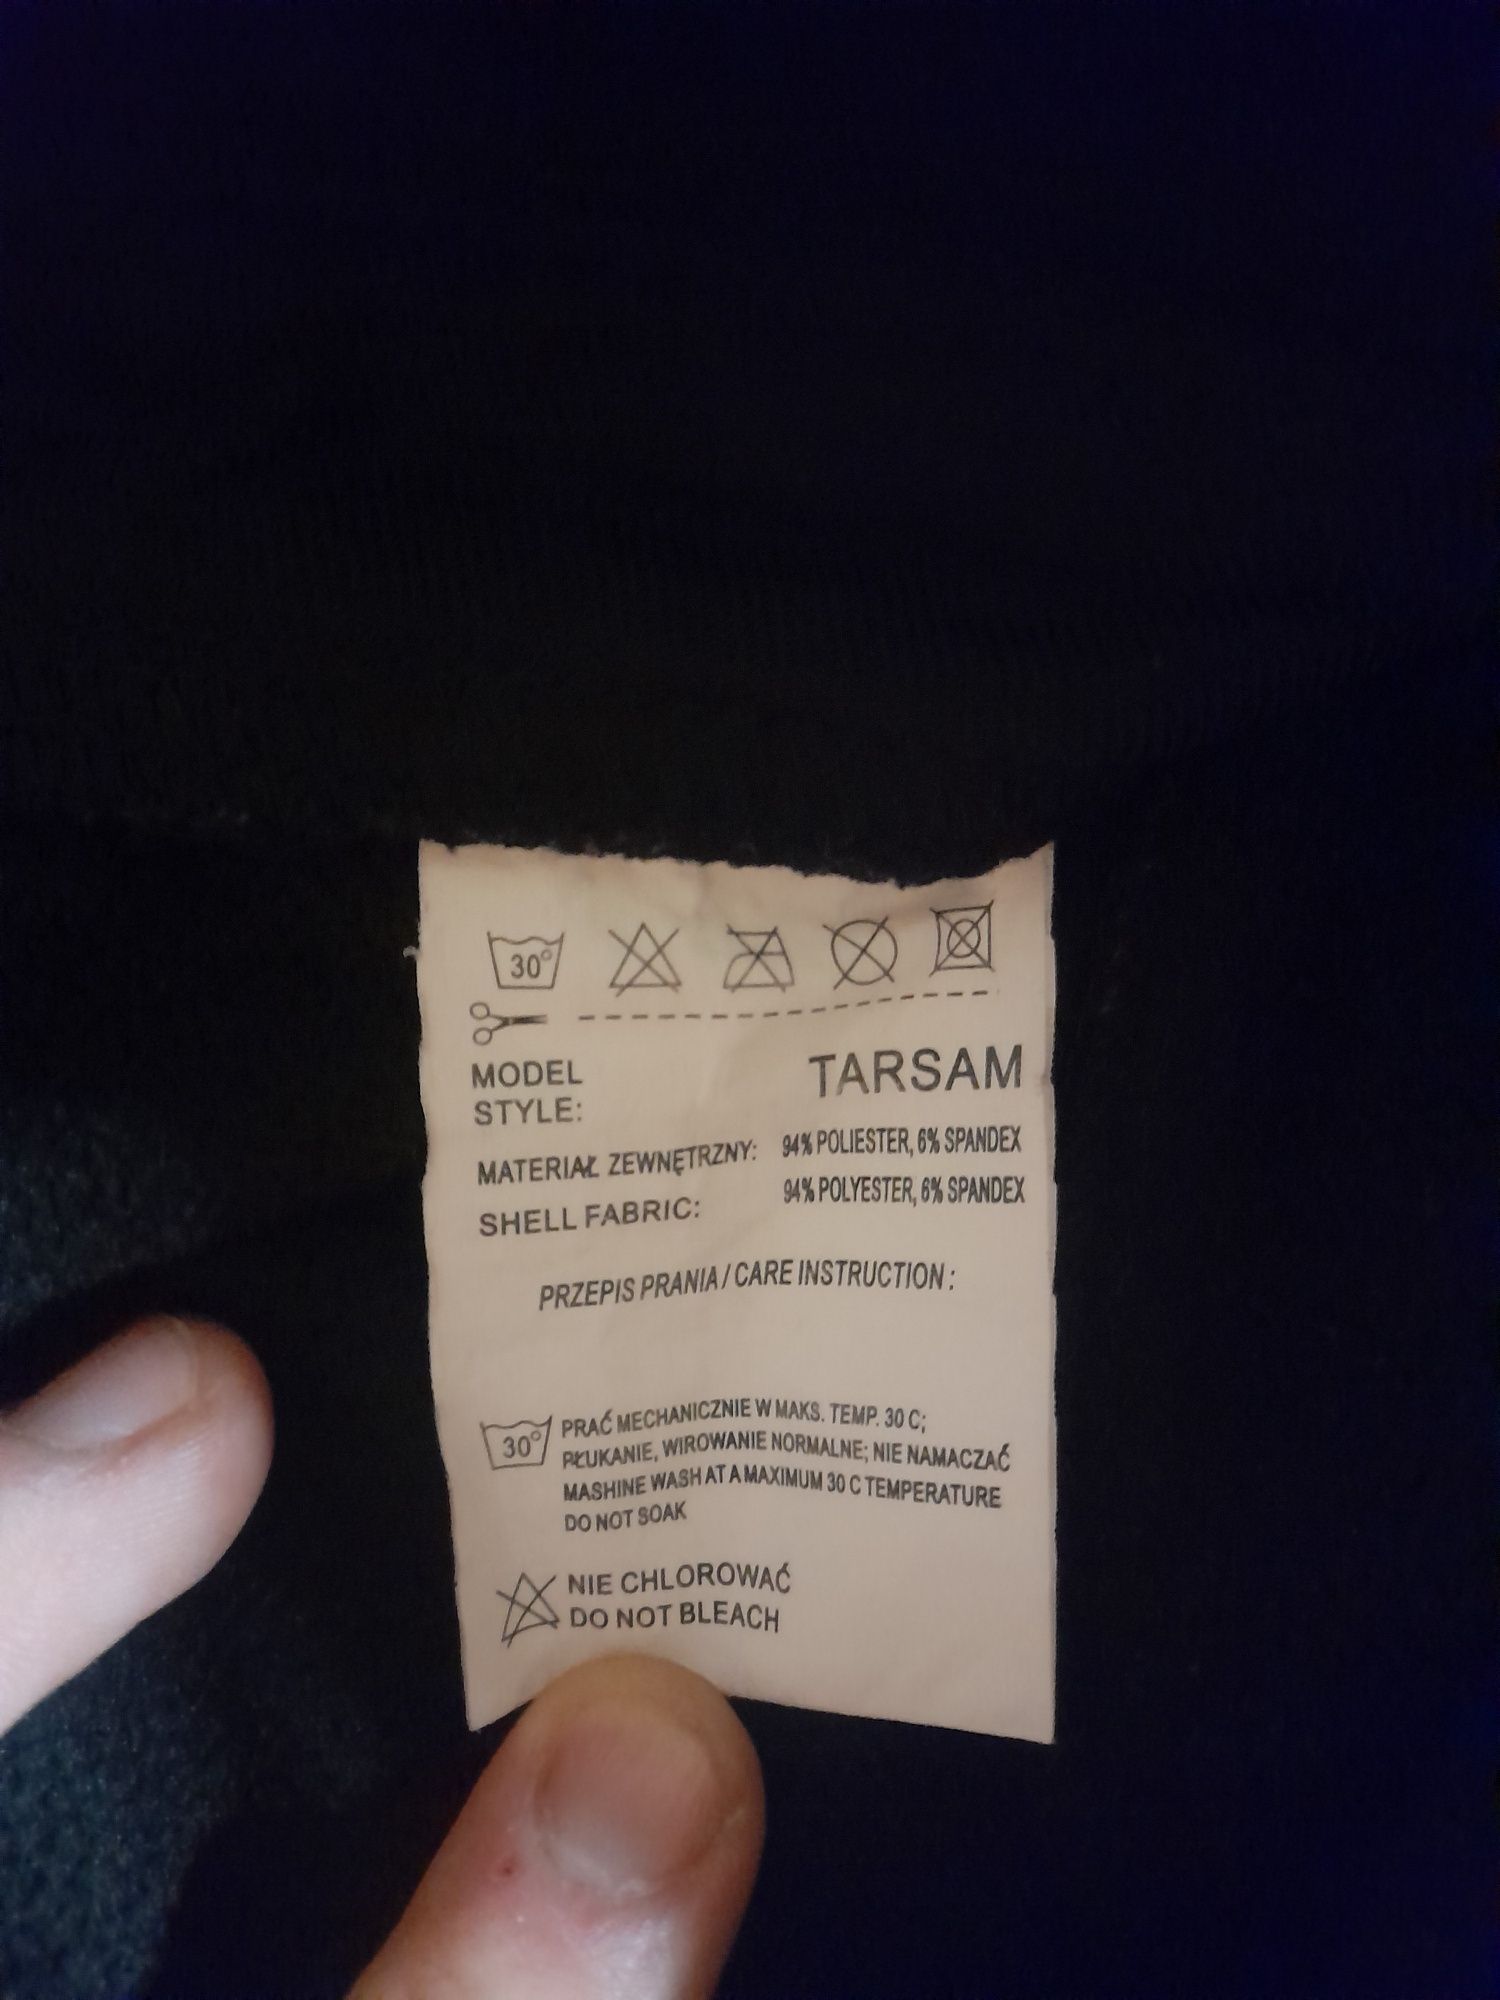 30°
MODEL TARSAM
STYLE:
MATERIAŁ ZEWNĘTRZNY: 94% POLIESTER, 6% SPANDEX
SHELL FABRIC: 94% POLYESTER, 6% SPANDEX
PRZEPIS PRANIA / CARE INSTRUCTION :
30° PRAĆ MECHANICZNIE W MAKS. TEMP. 30 C;
PŁUKANIE, WIROWANIE NORMALNE; NIE NAMACZAĆ
MASHINE WASH AT A MAXIMUM 30 C TEMPERATURE
DO NOT SOAK
NIE CHLOROWAĆ
DO NOT BLEACH